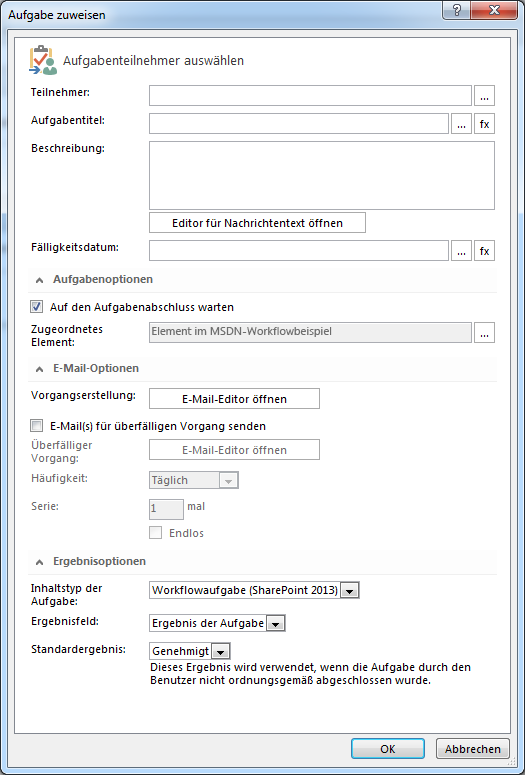 Aufgabe zuweisen
?
Aufgabenteilnehmer auswählen
Teilnehmer:
...
Aufgabentitel:
... fx
Beschreibung:
Editor für Nachrichtentext öffnen
Fälligkeitsdatum:
... fx
Aufgabenoptionen
Auf den Aufgabenabschluss warten
Zugeordnetes
Element:
Element im MSDN-Workflowbeispiel
...
E-Mail-Optionen
Vorgangserstellung:
E-Mail-Editor öffnen
E-Mail(s) für überfälligen Vorgang senden
Überfälliger
Vorgang:
E-Mail-Editor öffnen
Häufigkeit:
Täglich
Serie:
1 mal
Endlos
Ergebnisoptionen
Inhaltstyp der
Aufgabe:
Workflowaufgabe (SharePoint 2013)
Ergebnisfeld:
Ergebnis der Aufgabe
Standardergebnis:
Genehmigt
Dieses Ergebnis wird verwendet, wenn die Aufgabe durch den
Benutzer nicht ordnungsgemäß abgeschlossen wurde.
OK
Abbrechen